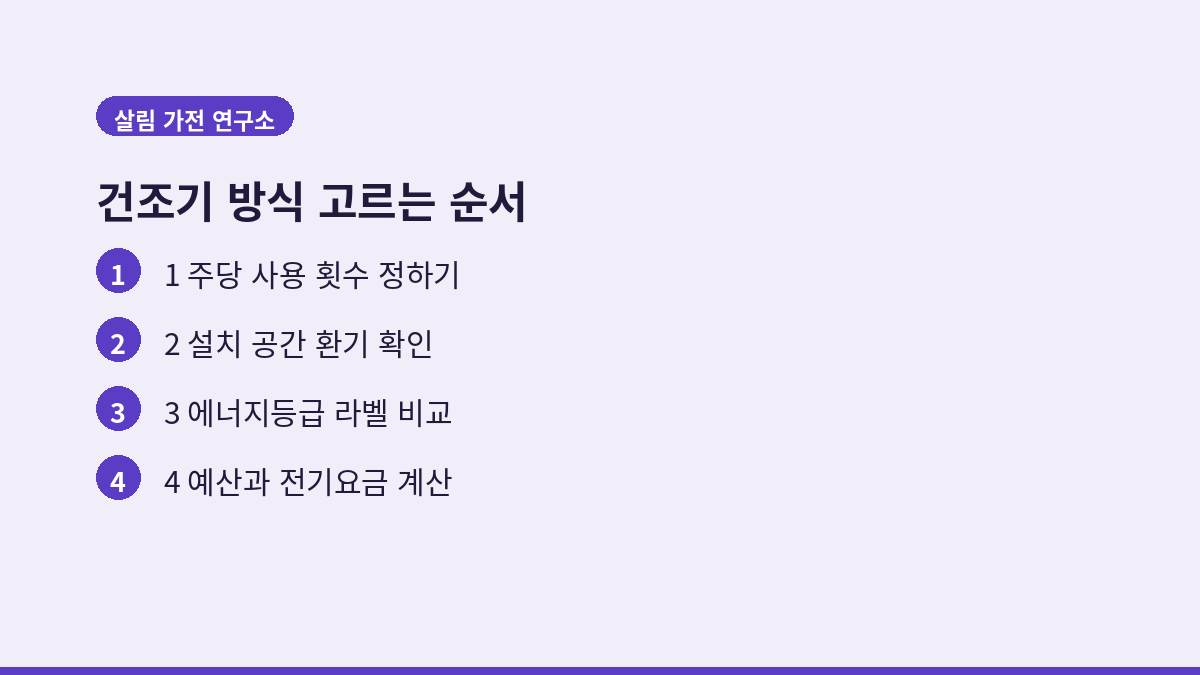 살림 가전 연구소
건조기 방식 고르는 순서
1 1 주당 사용 횟수 정하기
2 2 설치 공간 환기 확인
3 3 에너지등급 라벨 비교
4 4 예산과 전기요금 계산